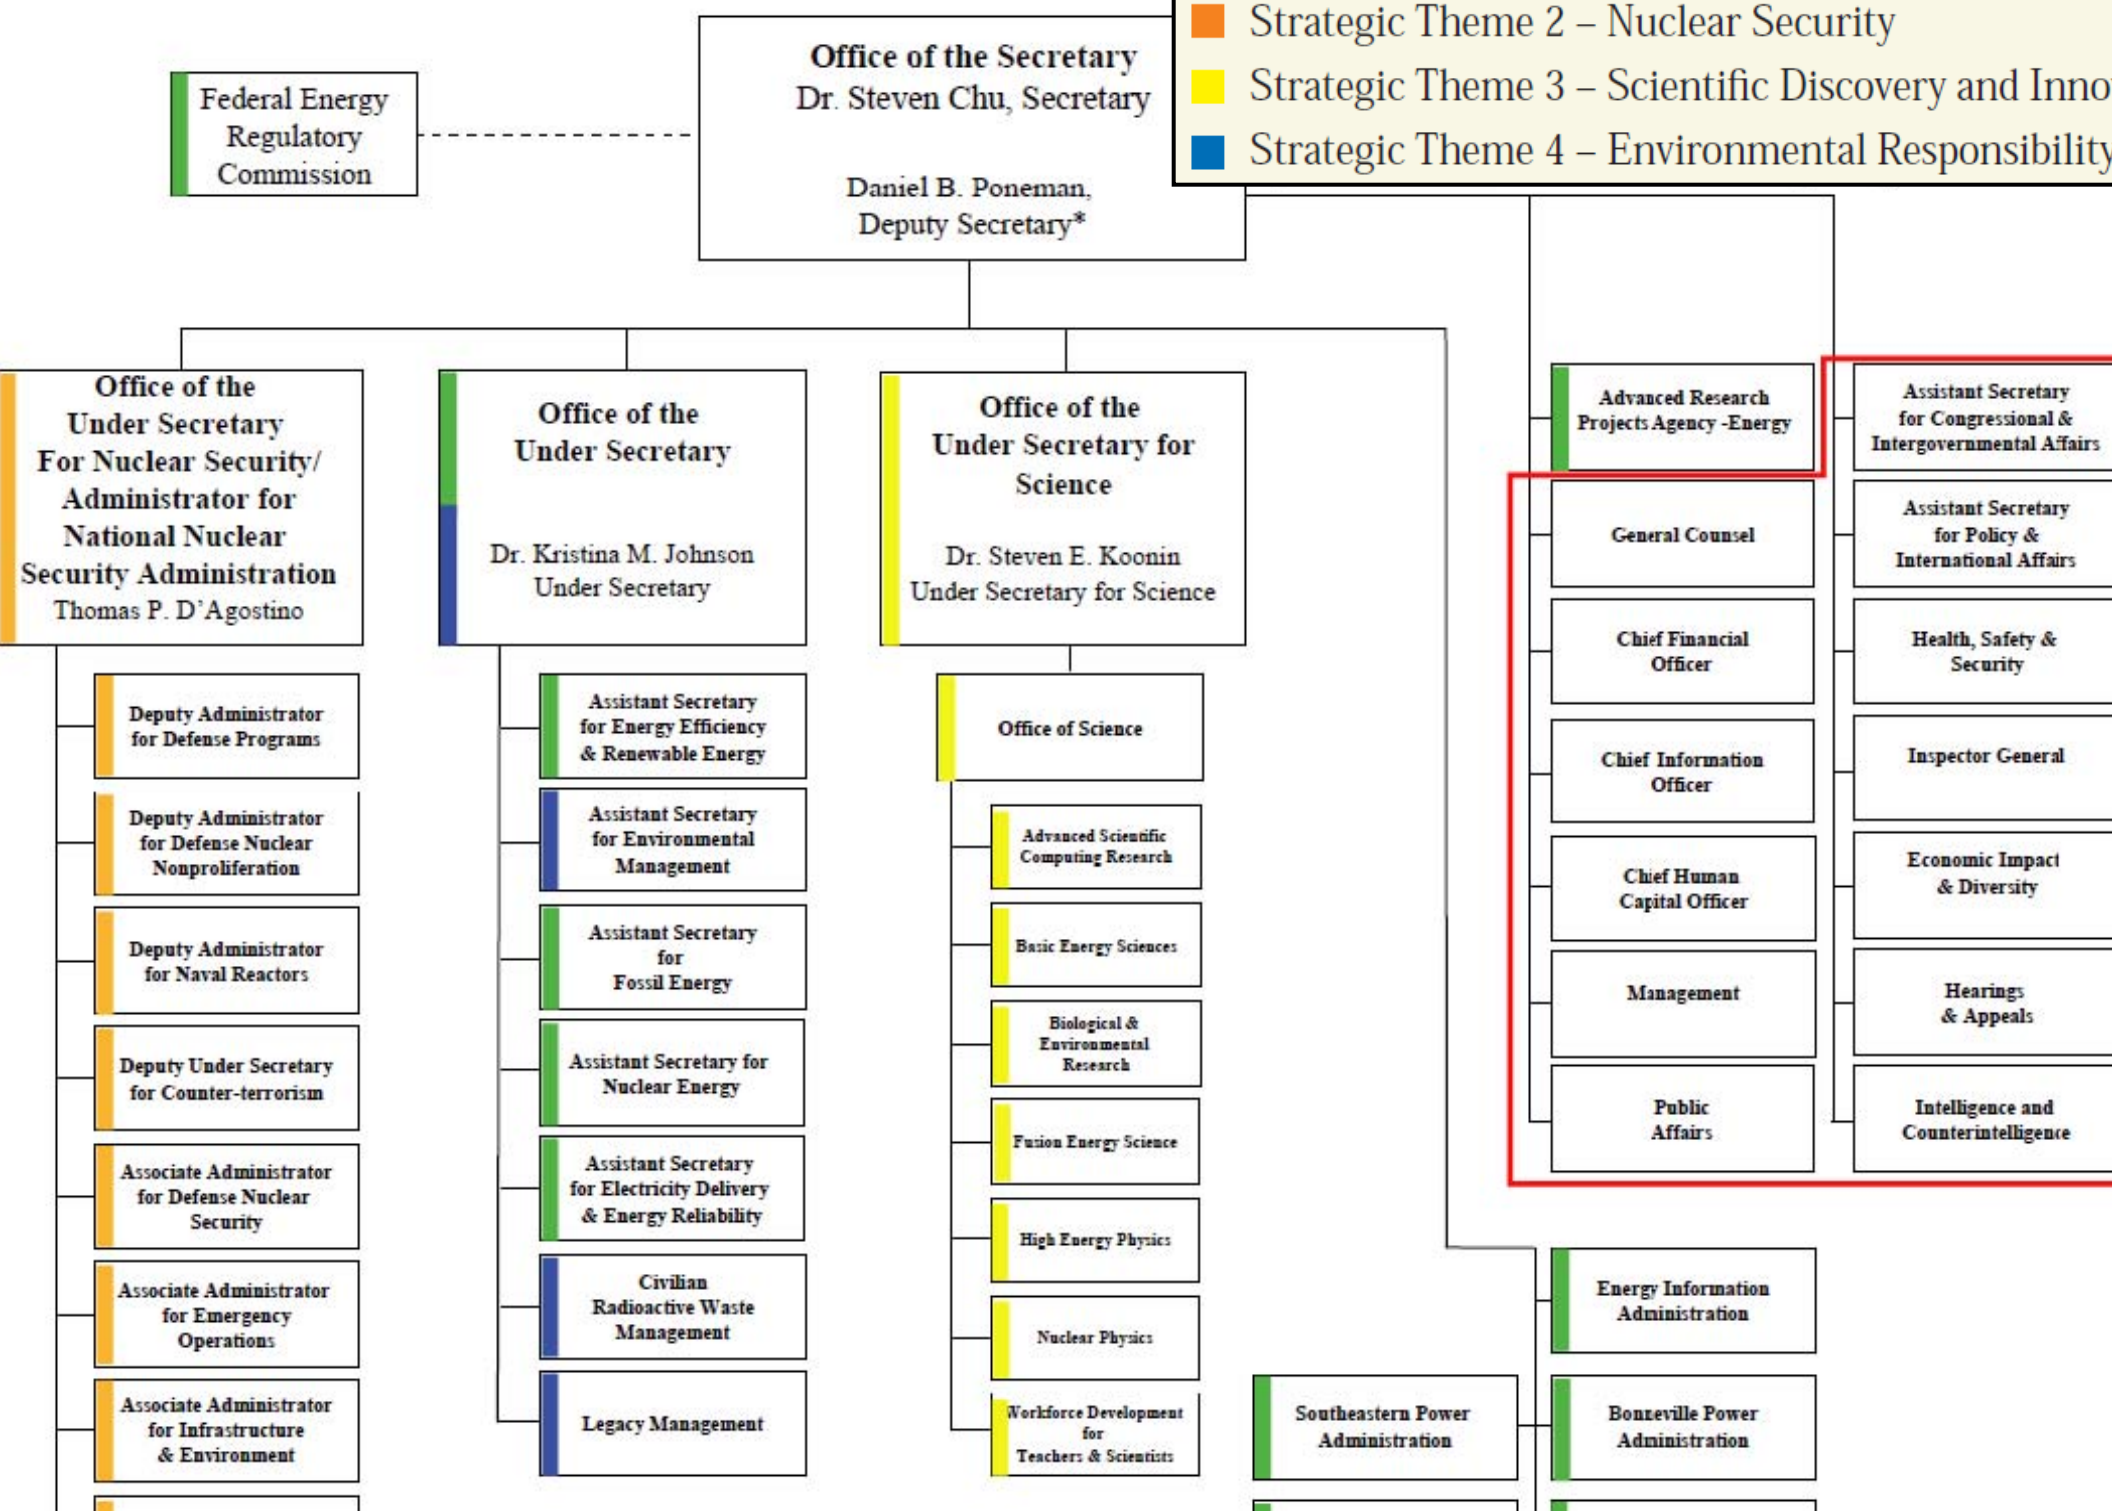 Strategic Theme 2 – Nuclear Security
Strategic Theme 3 – Scientific Discovery and
Strategic Theme 4 – Environmental Responsibility
Office of the Secretary
Dr. Steven Chu, Secretary
Daniel B. Poneman,
Deputy Secretary*
Federal Energy
Regulatory
Commission
Office of the
Under Secretary
For Nuclear Security/
Administrator for
National Nuclear
Security Administration
Thomas P. D'Agostino
Deputy Administrator
for Defense Programs
Deputy Administrator
for Defense Nuclear
Nonproliferation
Deputy Administrator
for Naval Reactors
Deputy Under Secretary
for Counter-terrorism
Associate Administrator
for Defense Nuclear
Security
Associate Administrator
for Emergency
Operations
Associate Administrator
for Infrastructure
& Environment
Office of the
Under Secretary
Dr. Kristina M. Johnson
Under Secretary
Assistant Secretary
for Energy Efficiency
& Renewable Energy
Assistant Secretary
for Environmental
Management
Assistant Secretary
for
Fossil Energy
Assistant Secretary for
Nuclear Energy
Assistant Secretary
for Electricity Delivery
& Energy Reliability
Civilian
Radioactive Waste
Management
Legacy Management
Office of the
Under Secretary for
Science
Dr. Steven E. Koonin
Under Secretary for Science
Office of Science
Advanced Scientific
Computing Research
Basic Energy Sciences
Biological &
Environmental
Research
Fusion Energy Science
High Energy Physics
Nuclear Physics
Workforce Development
for
Teachers & Scientists
Advanced Research
Projects Agency -Energy
General Counsel
Chief Financial
Officer
Chief Information
Officer
Chief Human
Capital Officer
Management
Public
Affairs
Assistant Secretary
for Congressional &
Intergovernmental Affairs
Assistant Secretary
for Policy &
International Affairs
Health, Safety &
Security
Inspector General
Economic Impact
& Diversity
Hearings
& Appeals
Intelligence and
Counterintelligence
Energy Information
Administration
Southeastern Power
Administration
Bonneville Power
Administration